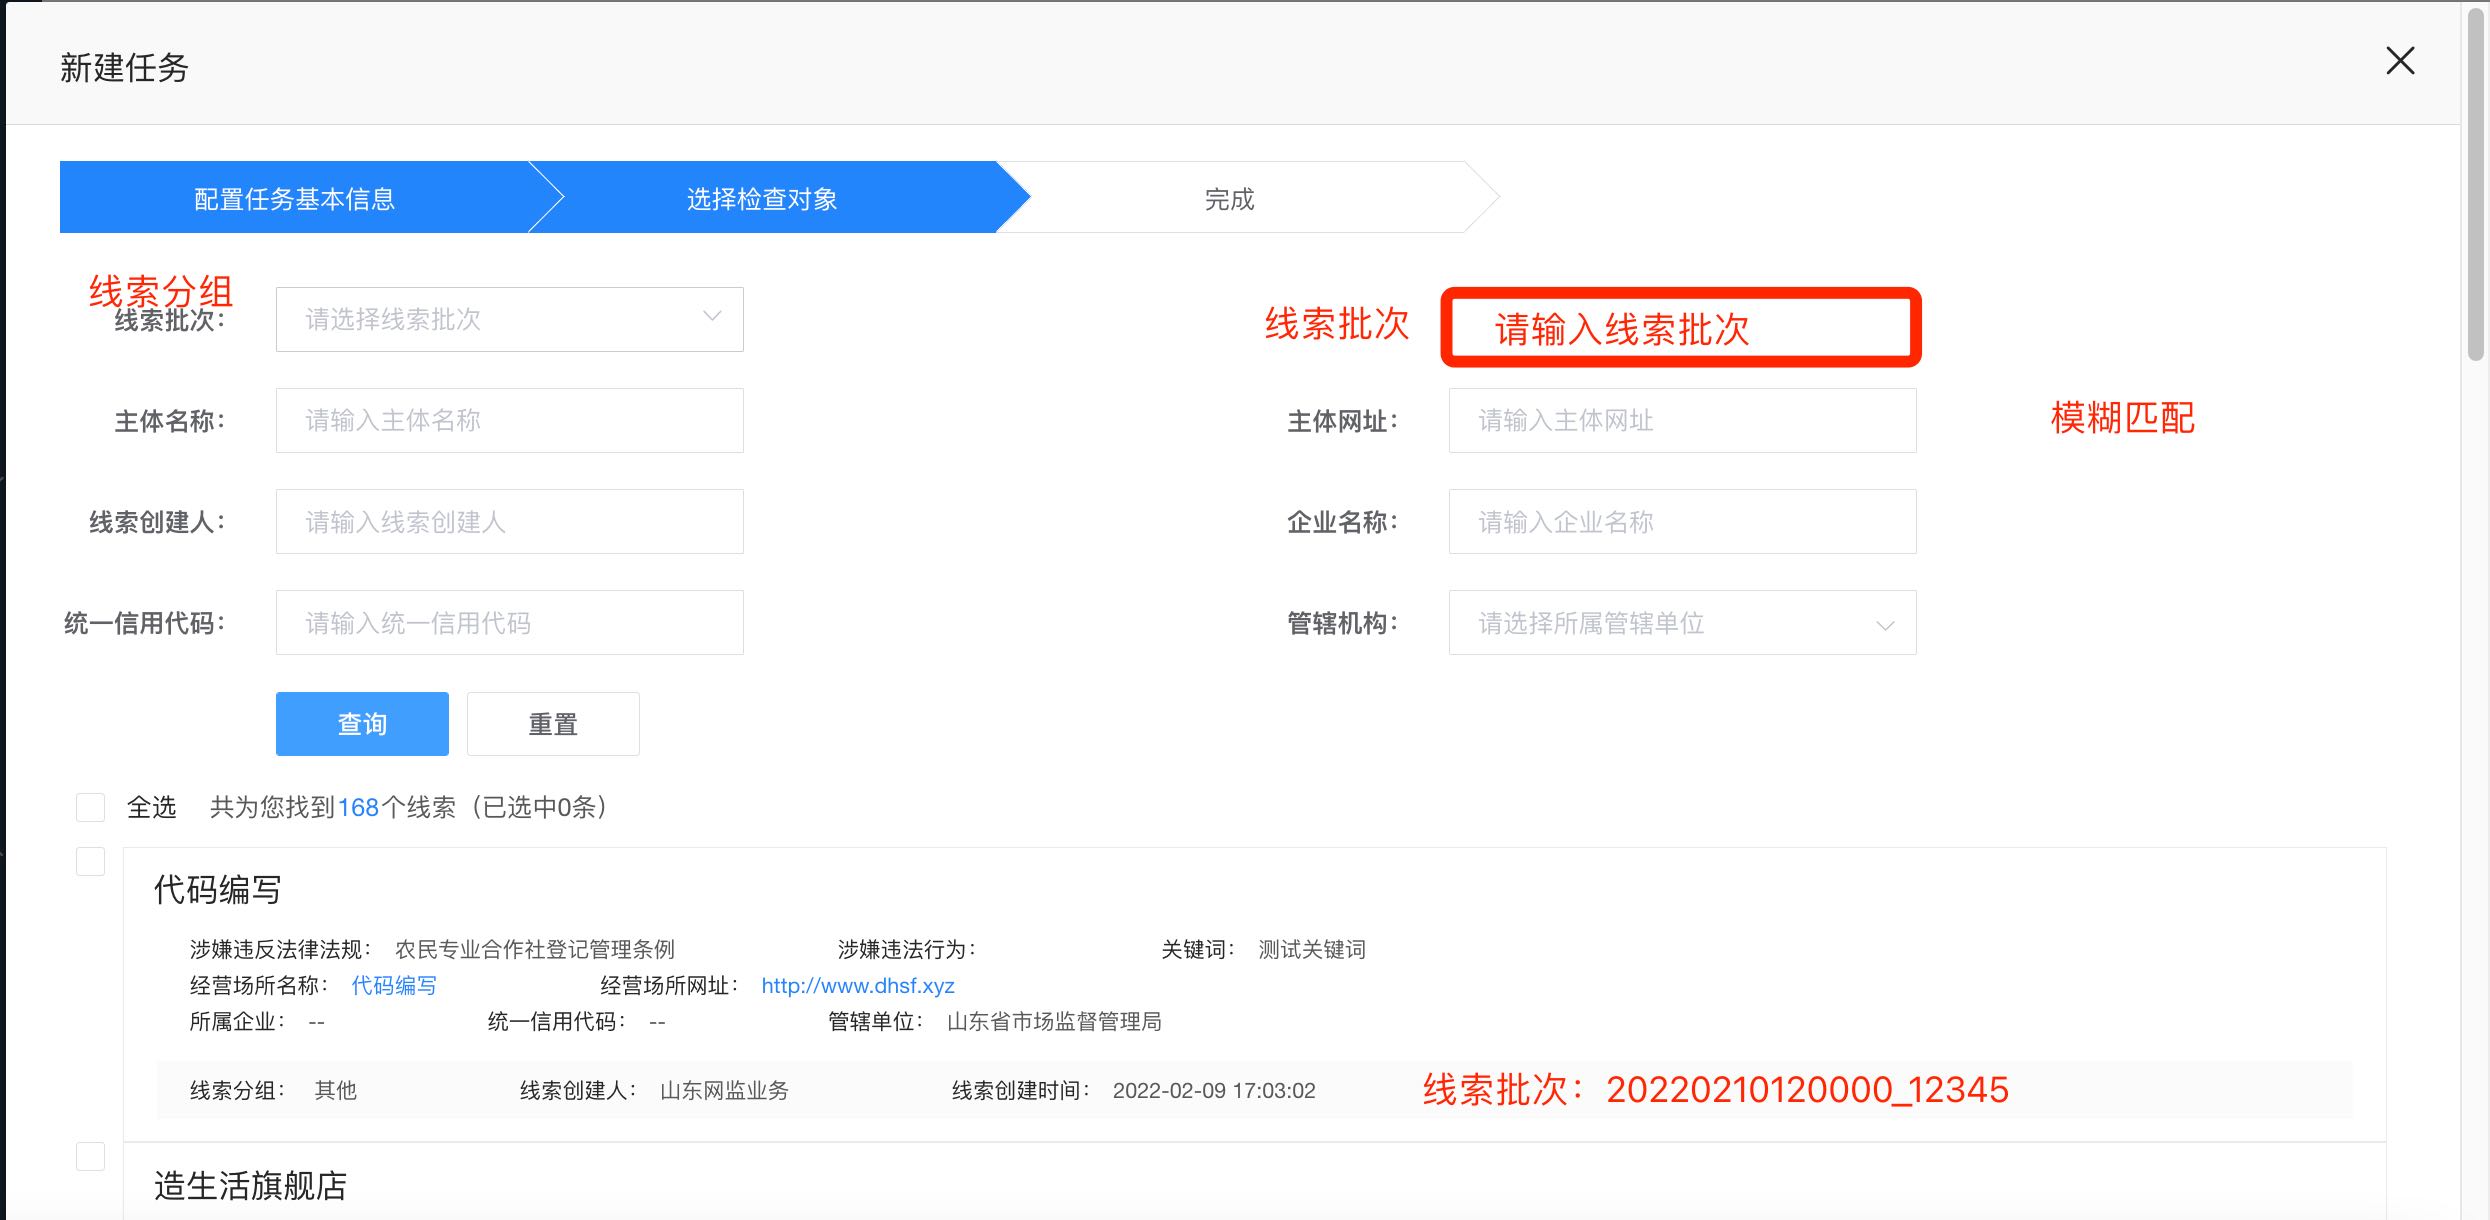 新建任务
配置任务基本信息 选择检查对象 完成
线索分组
线索批次： 请选择线索批次 线索批次 请输入线索批次
主体名称： 请输入主体名称 主体网址： 请输入主体网址 模糊匹配
线索创建人： 请输入线索创建人 企业名称： 请输入企业名称
统一信用代码： 请输入统一信用代码 管辖机构： 请选择所属管辖单位
查询 重置
全选 共为您找到168个线索（已选中0条）
代码编写
涉嫌违反法律法规： 农民专业合作社登记管理条例 涉嫌违法行为： 关键词： 测试关键词
经营场所名称： 代码编写 经营场所网址： http://www.dhsf.xyz
所属企业： -- 统一信用代码： -- 管辖单位： 山东省市场监督管理局
线索分组： 其他 线索创建人： 山东网监业务 线索创建时间： 2022-02-09 17:03:02 线索批次：20220210120000_12345
造生活旗舰店